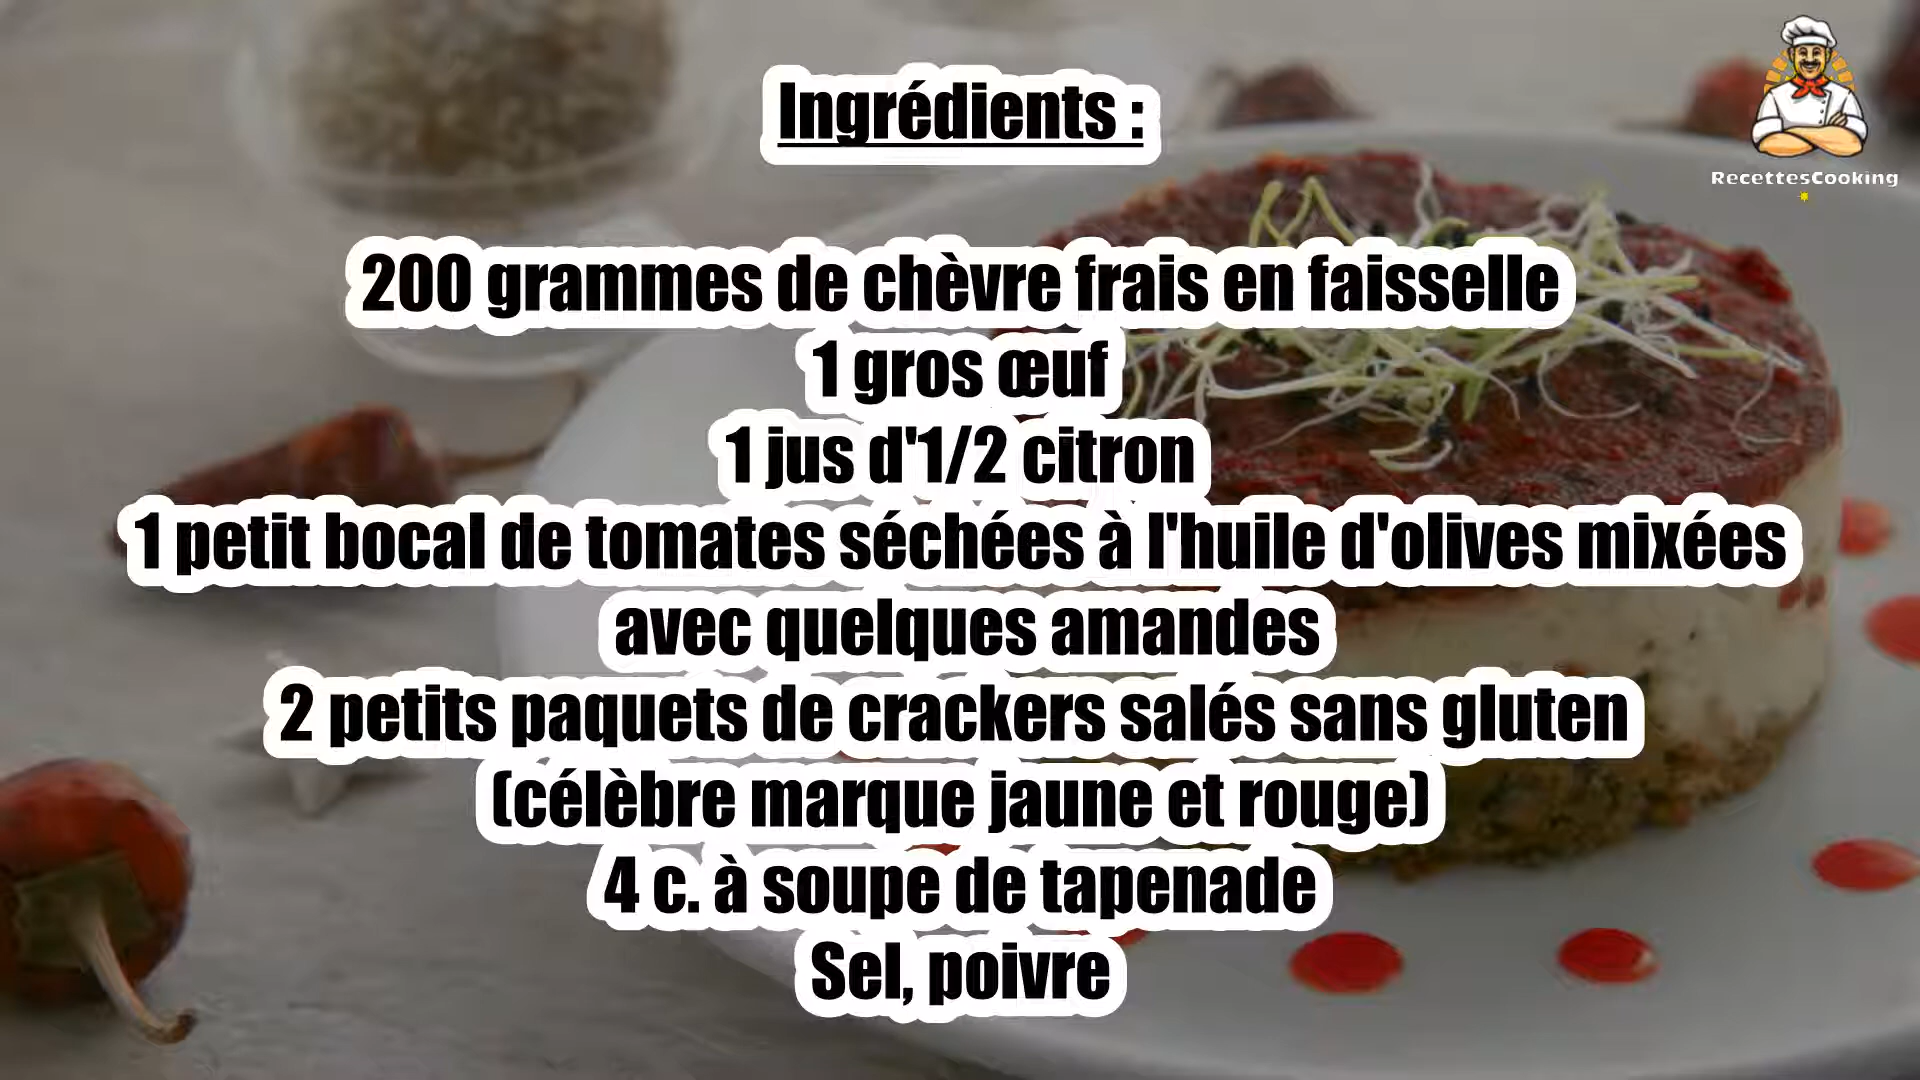 Ingrédients :
RecettesCooking
200 grammes de chèvre frais en faisselle
1 gros œuf
1 jus d'1/2 citron
1 petit bocal de tomates séchées à l'huile d'olives mixées
avec quelques amandes
2 petits paquets de crackers salés sans gluten
(célèbre marque jaune et rouge)
4 c. à soupe de tapenade
Sel, poivre